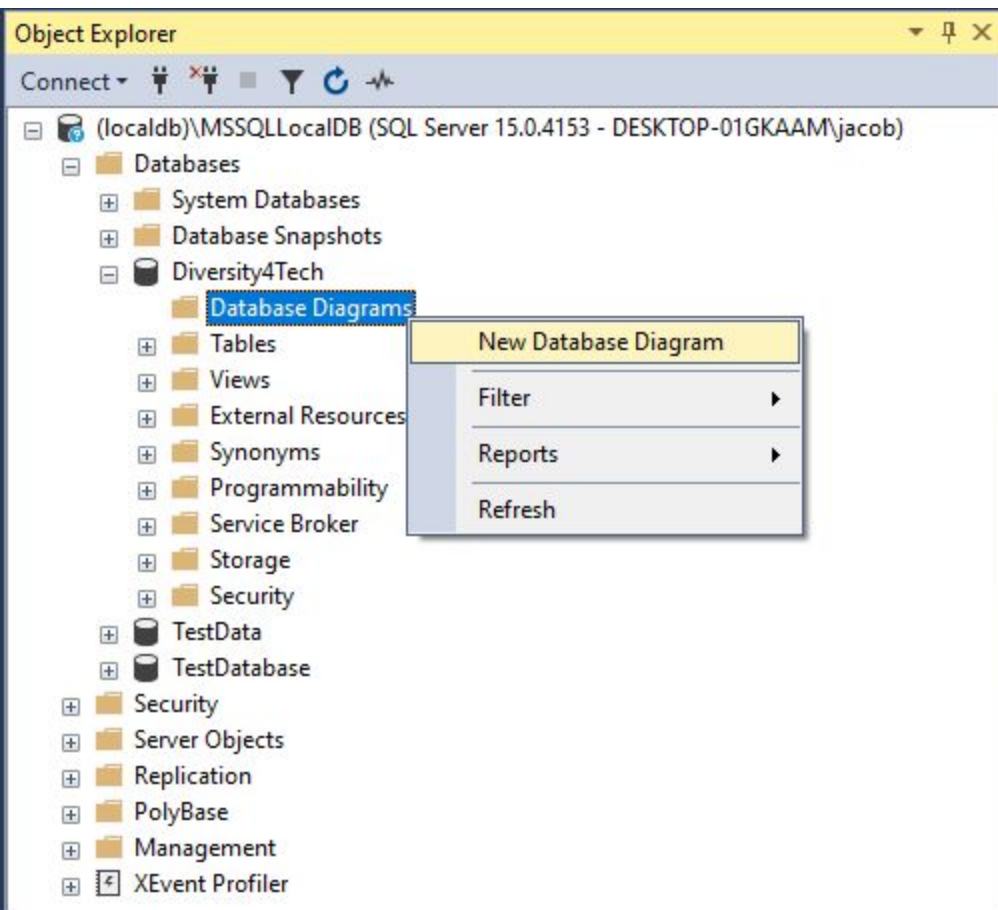 Object Explorer
Connect
(localdb)\MSSQLLocalDB (SQL Server 15.0.4153 - DESKTOP-01GKAAM\jacob)
Databases
System Databases
Database Snapshots
Diversity4Tech
Database Diagrams
New Database Diagram
Filter
Reports
Refresh
Tables
Views
External Resources
Synonyms
Programmability
Service Broker
Storage
Security
TestData
TestDatabase
Security
Server Objects
Replication
PolyBase
Management
XEvent Profiler